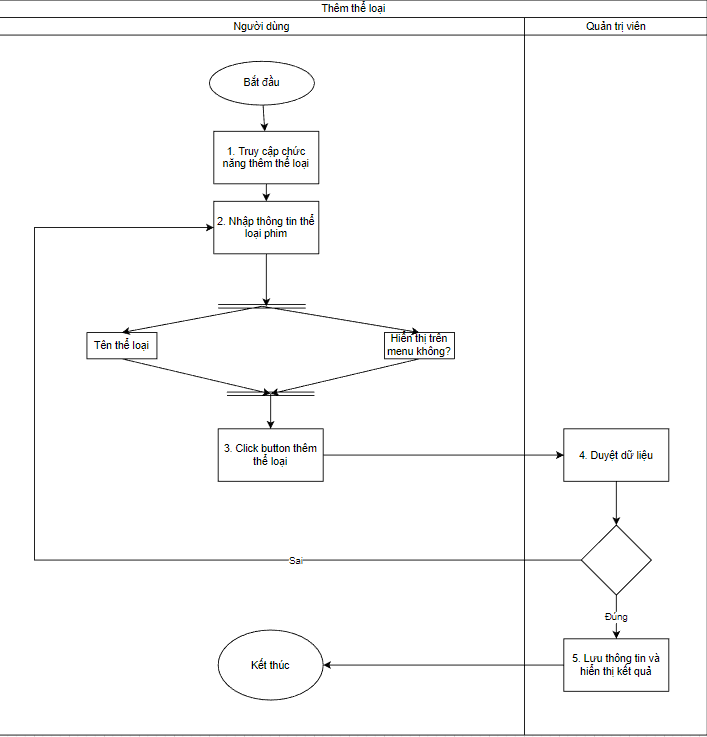 Thêm thể loại
Người dùng
Quản trị viên
Bắt đầu
1. Truy cập chức
năng thêm thể loại
2. Nhập thông tin thể
loại phim
Tên thể loại
Hiển thị trên
menu không?
3. Click button thêm
thể loại
4. Duyệt dữ liệu
Sai
Đúng
Kết thúc
5. Lưu thông tin và
hiển thị kết quả